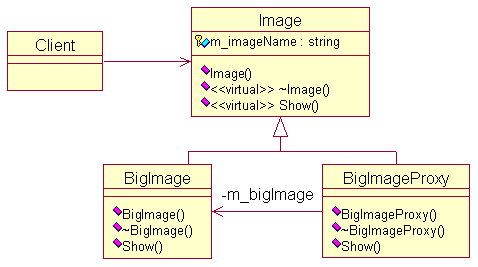 Image
m_imageName : string
Image()
<<virtual>> ~Image()
<<virtual>> Show()
Client
BigImage
BigImage()
~BigImage()
Show()
-m_bigImage
BigImageProxy
BigImageProxy()
~BigImageProxy()
Show()